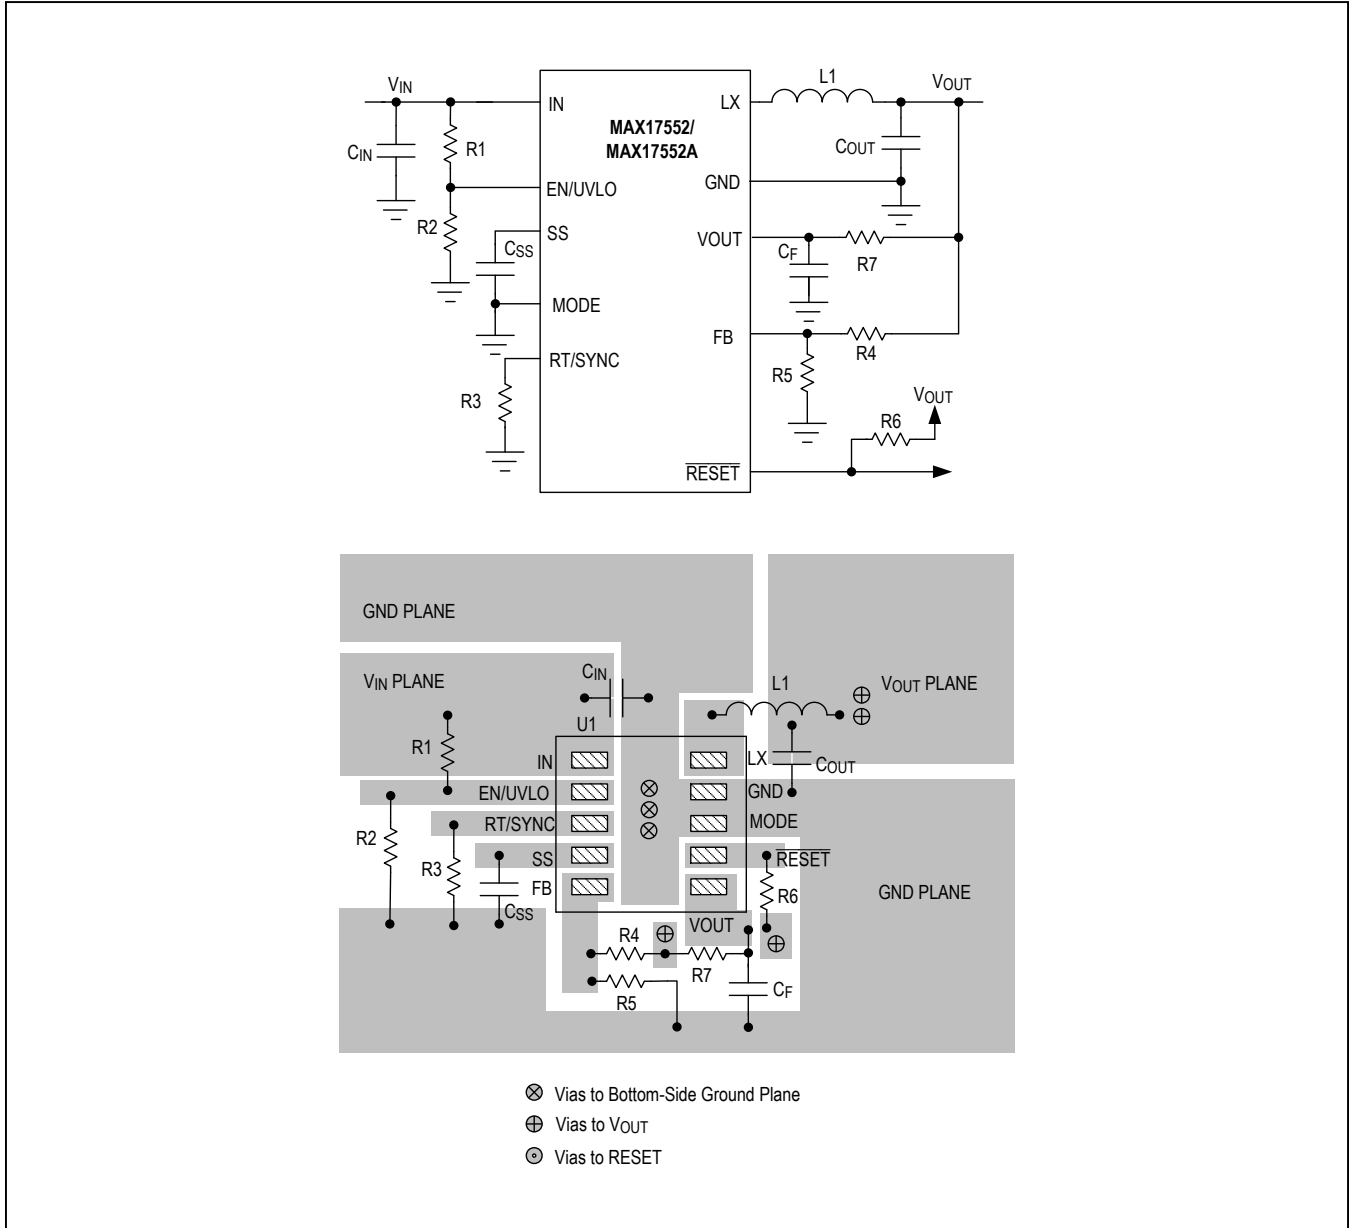 VIN
L1
VOUT
IN
LX
MAX17552/
MAX17552A
CIN
R1
COUT
GND
EN/UVLO
R2
SS
VOUT
CSS
CF
R7
MODE
FB
R4
RT/SYNC
R5
R3
VOUT
R6
RESET
GND PLANE
VIN PLANE
CIN
L1
VOUT PLANE
U1
R1
IN
LX
COUT
EN/UVLO
GND
RT/SYNC
MODE
R2
R3
SS
RESET
FB
R6
GND PLANE
CSS
VOUT
R4
R7
R5
CF
Vias to Bottom-Side Ground Plane
Vias to VOUT
Vias to RESET